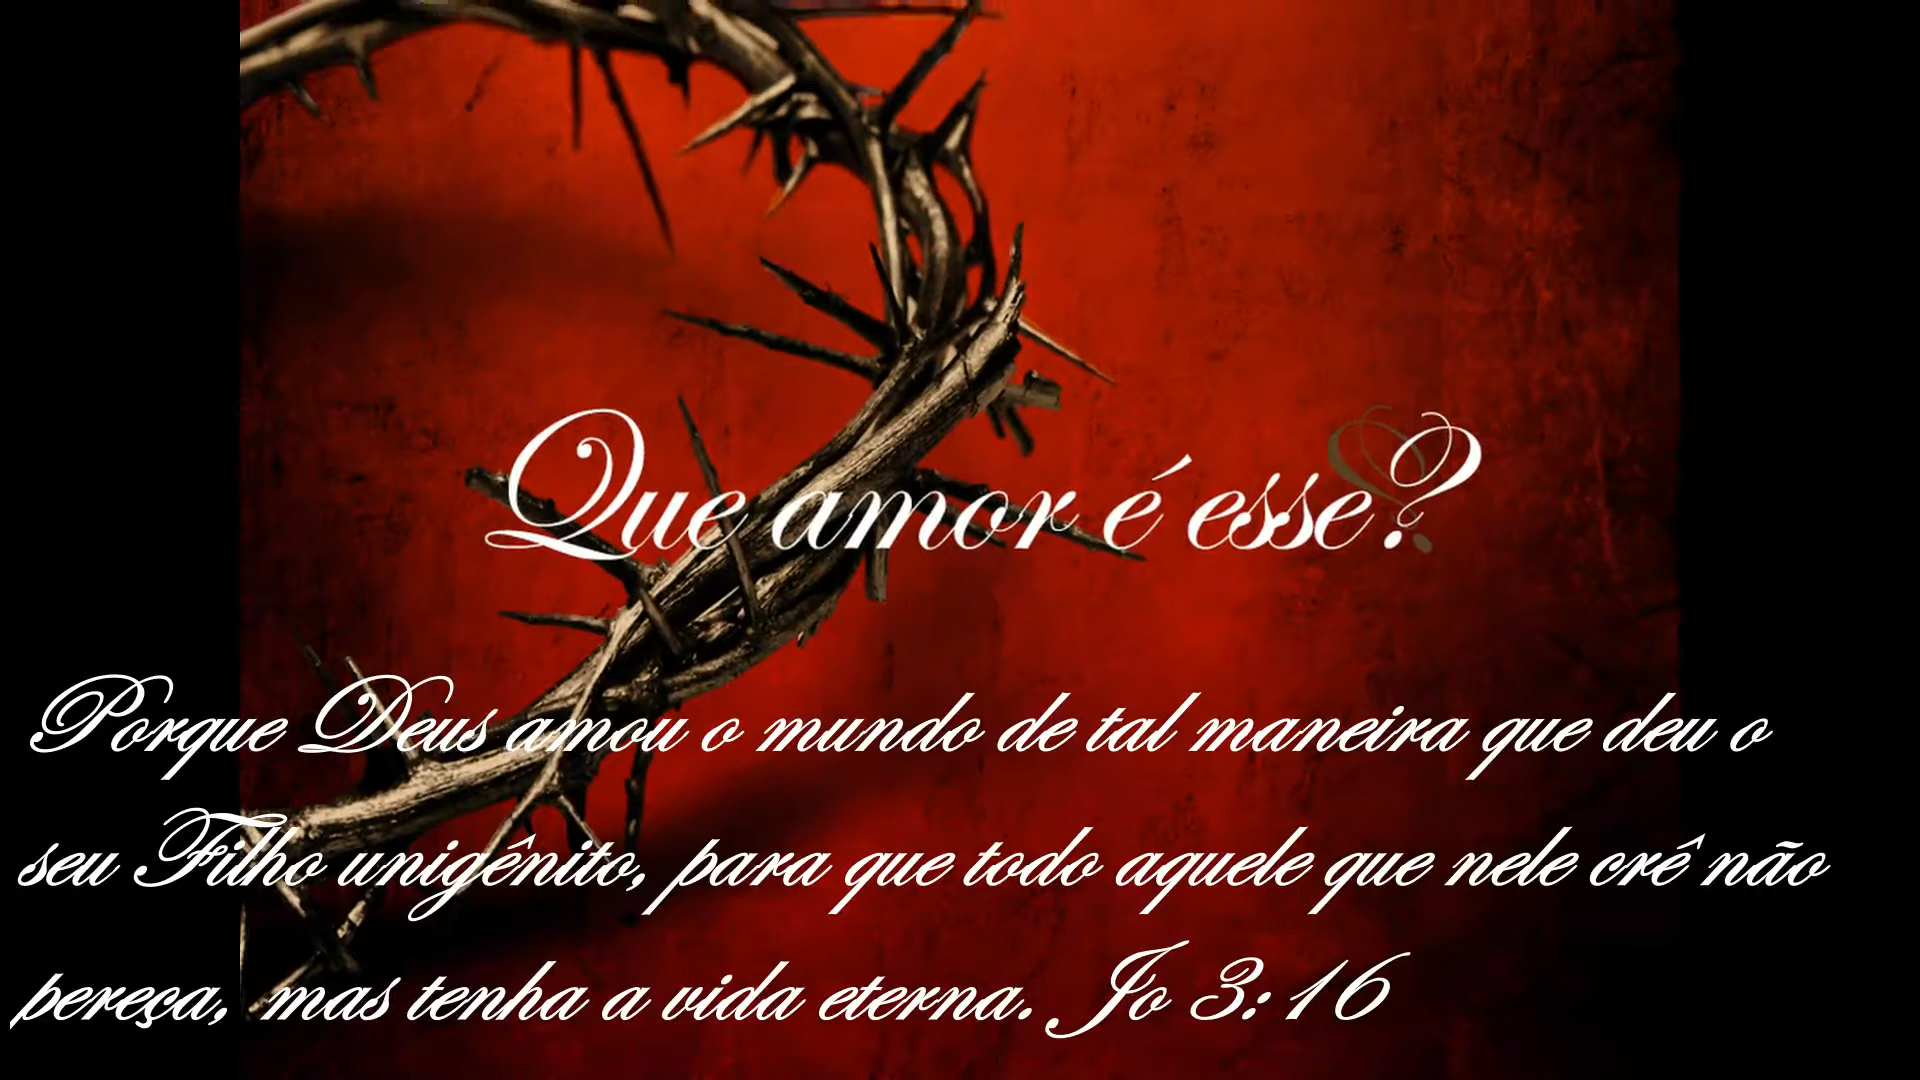 Que amor é esse?
Porque Deus amou o mundo de tal maneira que deu o
seu Filho unigênito, para que todo aquele que nele crê não
pereça, mas tenha a vida eterna. Jo 3:16